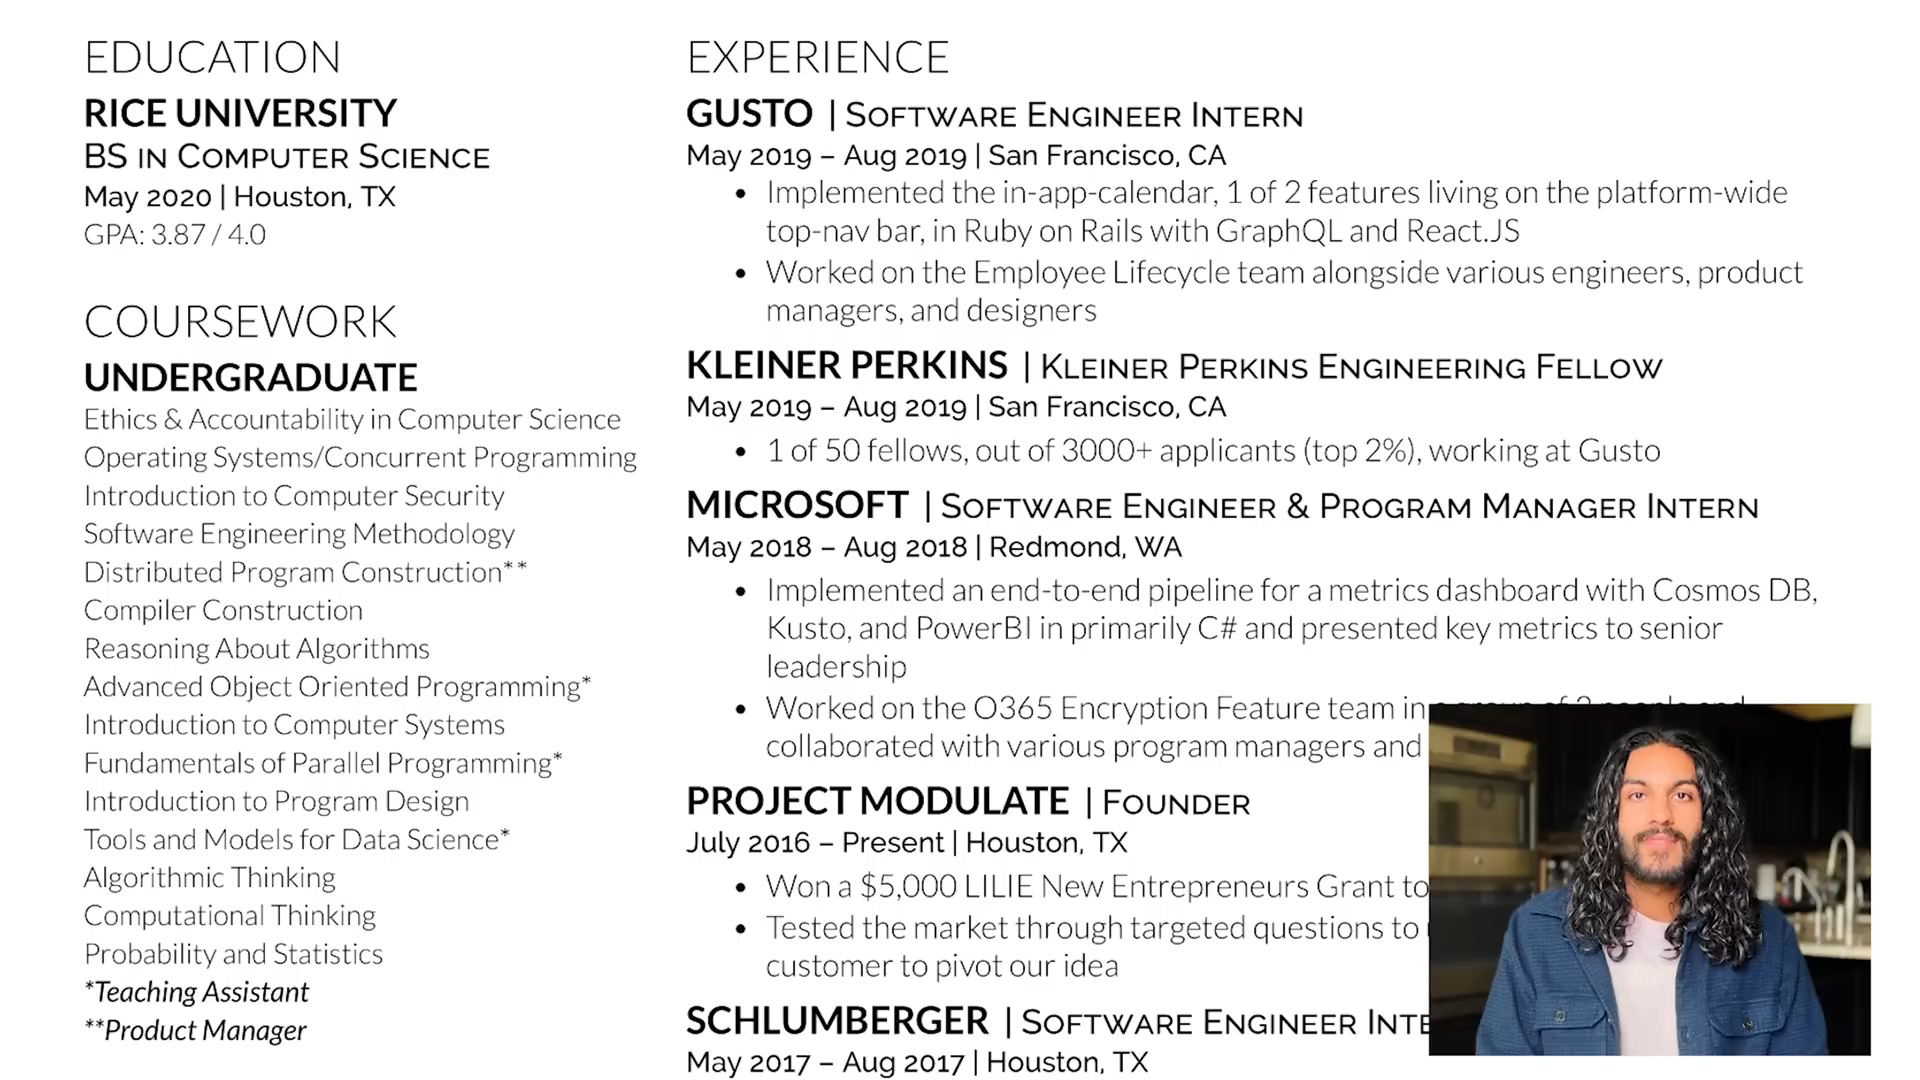 EDUCATION
RICE UNIVERSITY
BS IN COMPUTER SCIENCE
May 2020 | Houston, TX
GPA: 3.87 / 4.0
COURSEWORK
UNDERGRADUATE
Ethics & Accountability in Computer Science
Operating Systems/Concurrent Programming
Introduction to Computer Security
Software Engineering Methodology
Distributed Program Construction**
Compiler Construction
Reasoning About Algorithms
Advanced Object Oriented Programming*
Introduction to Computer Systems
Fundamentals of Parallel Programming*
Introduction to Program Design
Tools and Models for Data Science*
Algorithmic Thinking
Computational Thinking
Probability and Statistics
*Teaching Assistant
**Product Manager
EXPERIENCE
GUSTO | SOFTWARE ENGINEER INTERN
May 2019 – Aug 2019 | San Francisco, CA
• Implemented the in-app-calendar, 1 of 2 features living on the platform-wide
top-nav bar, in Ruby on Rails with GraphQL and React.JS
• Worked on the Employee Lifecycle team alongside various engineers, product
managers, and designers
KLEINER PERKINS | KLEINER PERKINS ENGINEERING FELLOW
May 2019 – Aug 2019 | San Francisco, CA
• 1 of 50 fellows, out of 3000+ applicants (top 2%), working at Gusto
MICROSOFT | SOFTWARE ENGINEER & PROGRAM MANAGER INTERN
May 2018 – Aug 2018 | Redmond, WA
• Implemented an end-to-end pipeline for a metrics dashboard with Cosmos DB,
Kusto, and PowerBI in primarily C# and presented key metrics to senior
leadership
• Worked on the O365 Encryption Feature team in
collaborated with various program managers and
PROJECT MODULATE | FOUNDER
July 2016 – Present | Houston, TX
• Won a $5,000 LILIE New Entrepreneurs Grant to
• Tested the market through targeted questions to
customer to pivot our idea
SCHLUMBERGER | SOFTWARE ENGINEER
May 2017 – Aug 2017 | Houston, TX